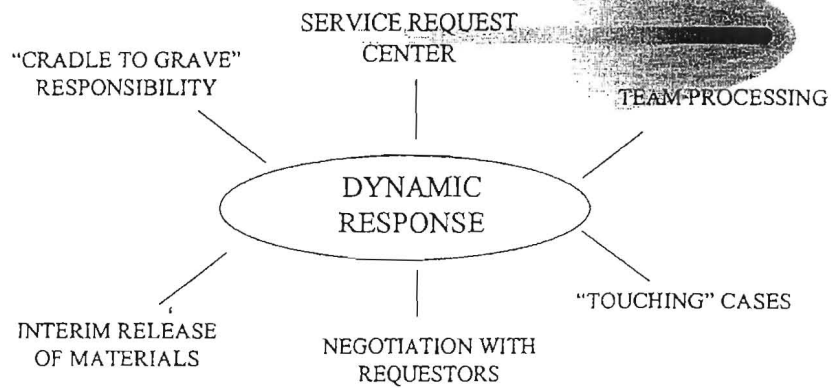 SERVICE REQUEST
CENTER
"CRADLE TO GRAVE"
RESPONSIBILITY
TEAM PROCESSING
DYNAMIC
RESPONSE
"TOUCHING" CASES
INTERIM RELEASE
OF MATERIALS
NEGOTIATION WITH
REQUESTORS